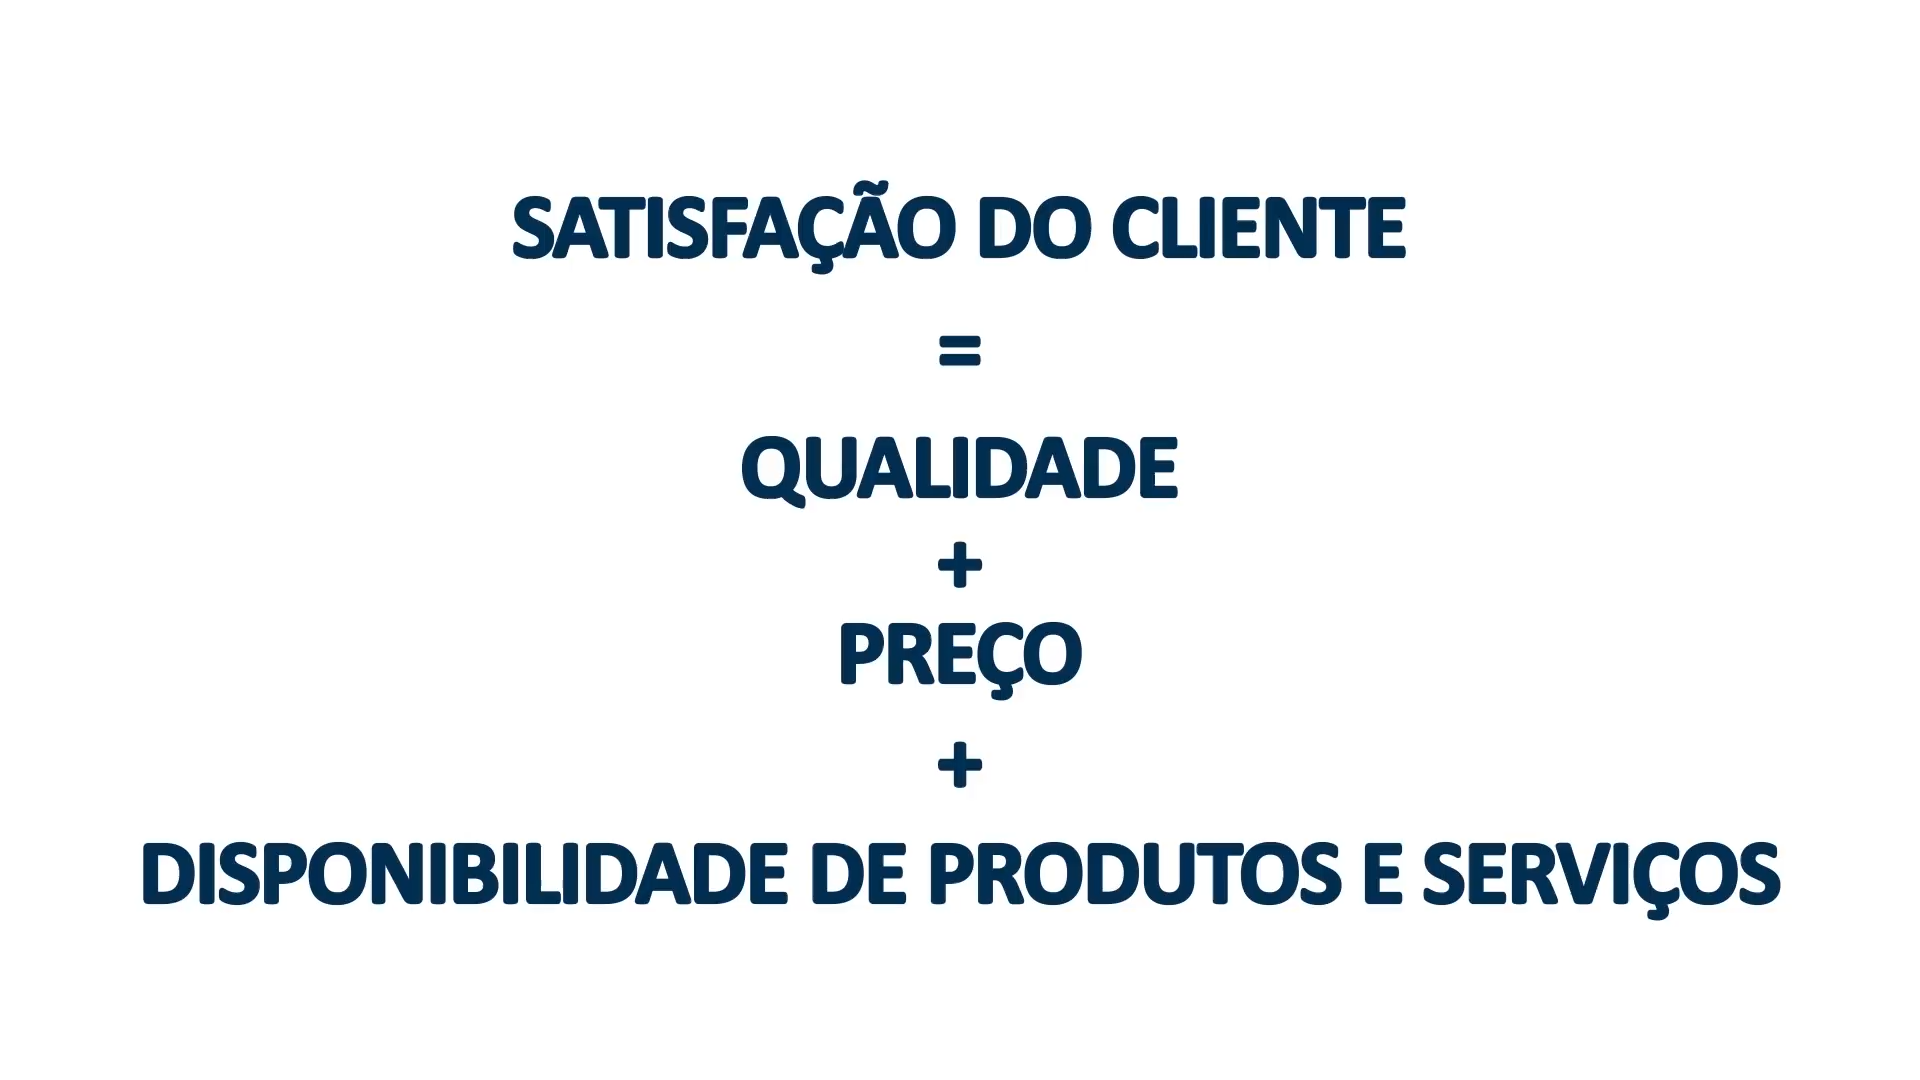 SATISFAÇÃO DO CLIENTE
=
QUALIDADE
+
PREÇO
+
DISPONIBILIDADE DE PRODUTOS E SERVIÇOS